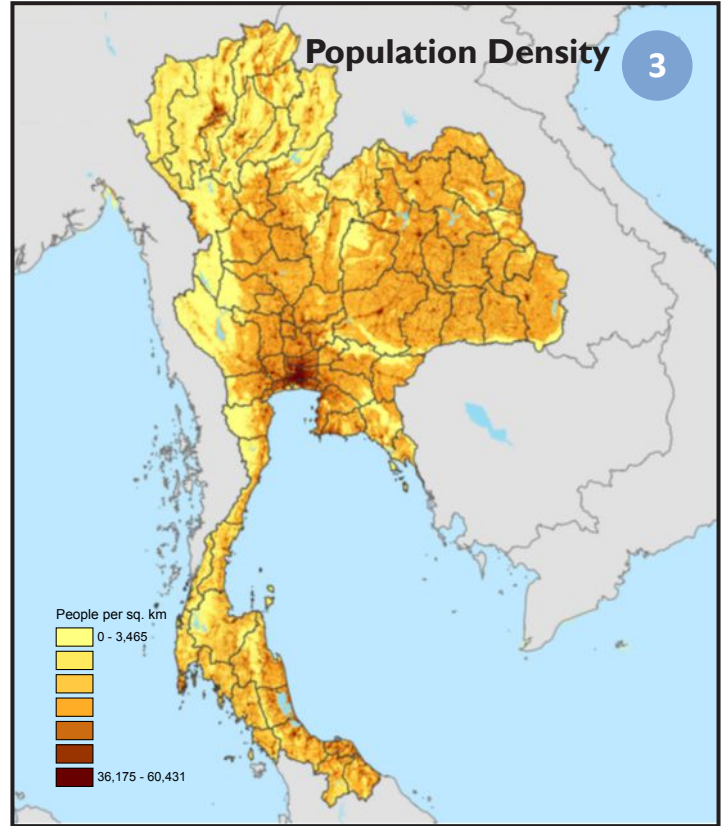 Population Density
3
People per sq. km
0 - 3,465
36,175 - 60,431